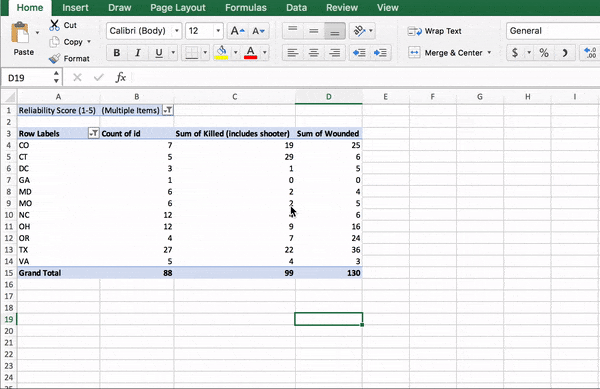 Home Insert Draw Page Layout Formulas Data Review View
Paste
Cut
Copy
Format
Calibri (Body) 12 A A
B I U A
Wrap Text
Merge & Center
General
$ % ) .0 .00
D19 fx
A B C D E F G H I
1 Reliability Score (1-5) (Multiple Items)
2
3 Row Labels Count of id Sum of Killed (includes shooter) Sum of Wounded
4 CO 7 19 25
5 CT 5 29 6
6 DC 3 1 5
7 GA 1 0 0
8 MD 6 2 4
9 MO 6 2 5
10 NC 12 6
11 OH 12 9 16
12 OR 4 7 24
13 TX 27 22 36
14 VA 5 4 3
15 Grand Total 88 99 130
16
17
18
19
20
21
22
23
24